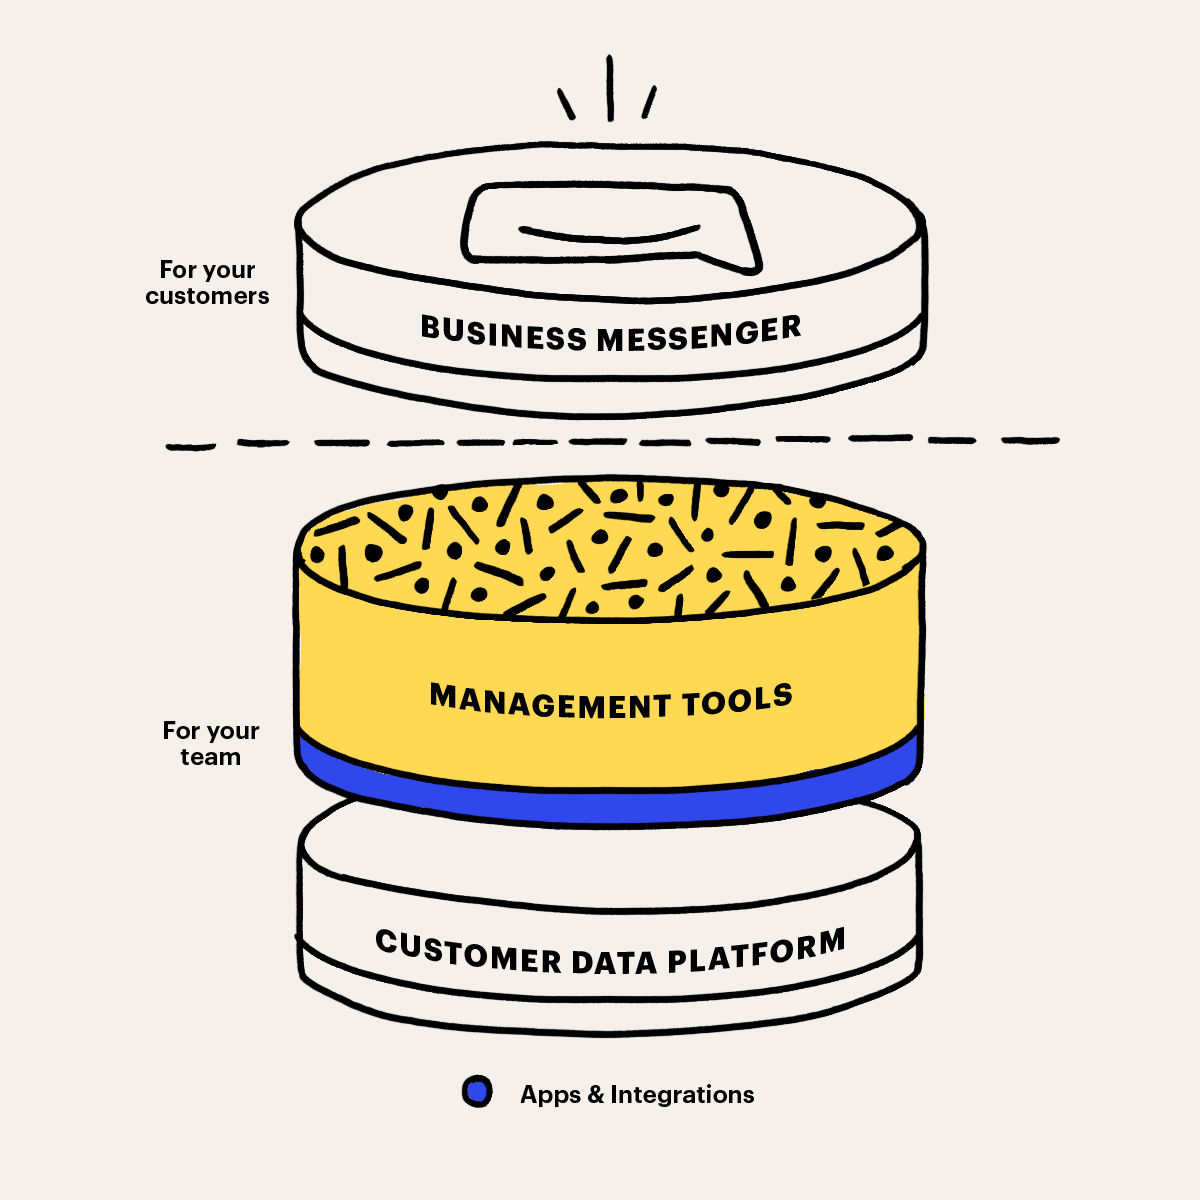 For your
customers
BUSINESS MESSENGER
MANAGEMENT TOOLS
For your
team
CUSTOMER DATA PLATFORM
Apps & Integrations